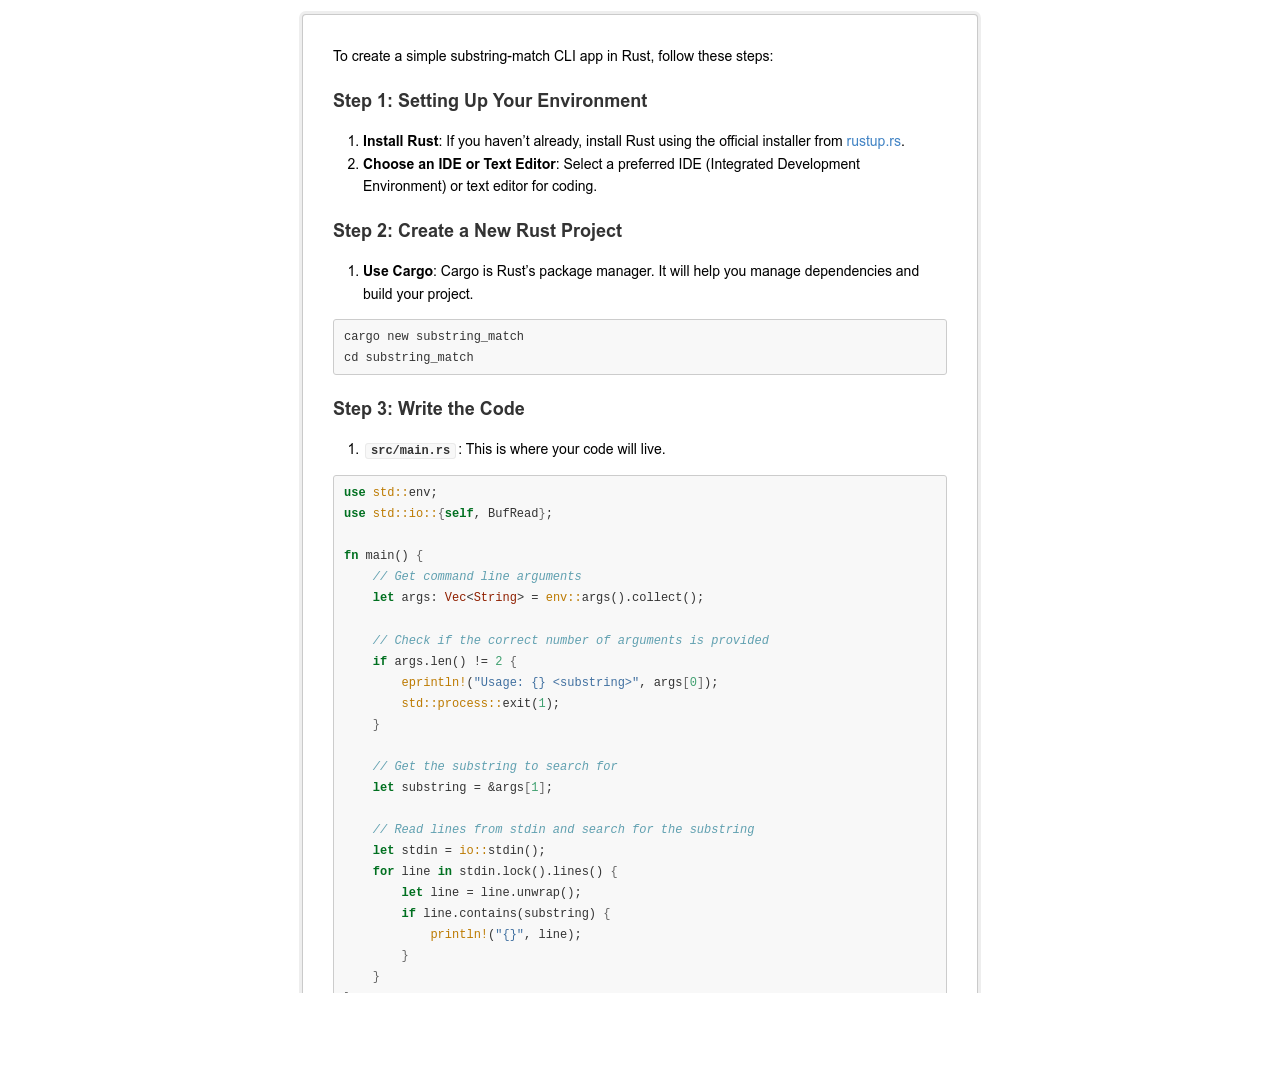 To create a simple substring-match CLI app in Rust, follow these steps:
Step 1: Setting Up Your Environment
1. Install Rust: If you haven’t already, install Rust using the official installer from rustup.rs.
2. Choose an IDE or Text Editor: Select a preferred IDE (Integrated Development
Environment) or text editor for coding.
Step 2: Create a New Rust Project
1. Use Cargo: Cargo is Rust’s package manager. It will help you manage dependencies and
build your project.
cargo new substring_match
cd substring_match
Step 3: Write the Code
1. src/main.rs : This is where your code will live.
use std::env;
use std::io::{self, BufRead};

fn main() {
    // Get command line arguments
    let args: Vec<String> = env::args().collect();

    // Check if the correct number of arguments is provided
    if args.len() != 2 {
        eprintln!("Usage: {} <substring>", args[0]);
        std::process::exit(1);
    }

    // Get the substring to search for
    let substring = &args[1];

    // Read lines from stdin and search for the substring
    let stdin = io::stdin();
    for line in stdin.lock().lines() {
        let line = line.unwrap();
        if line.contains(substring) {
            println!("{}", line);
        }
    }